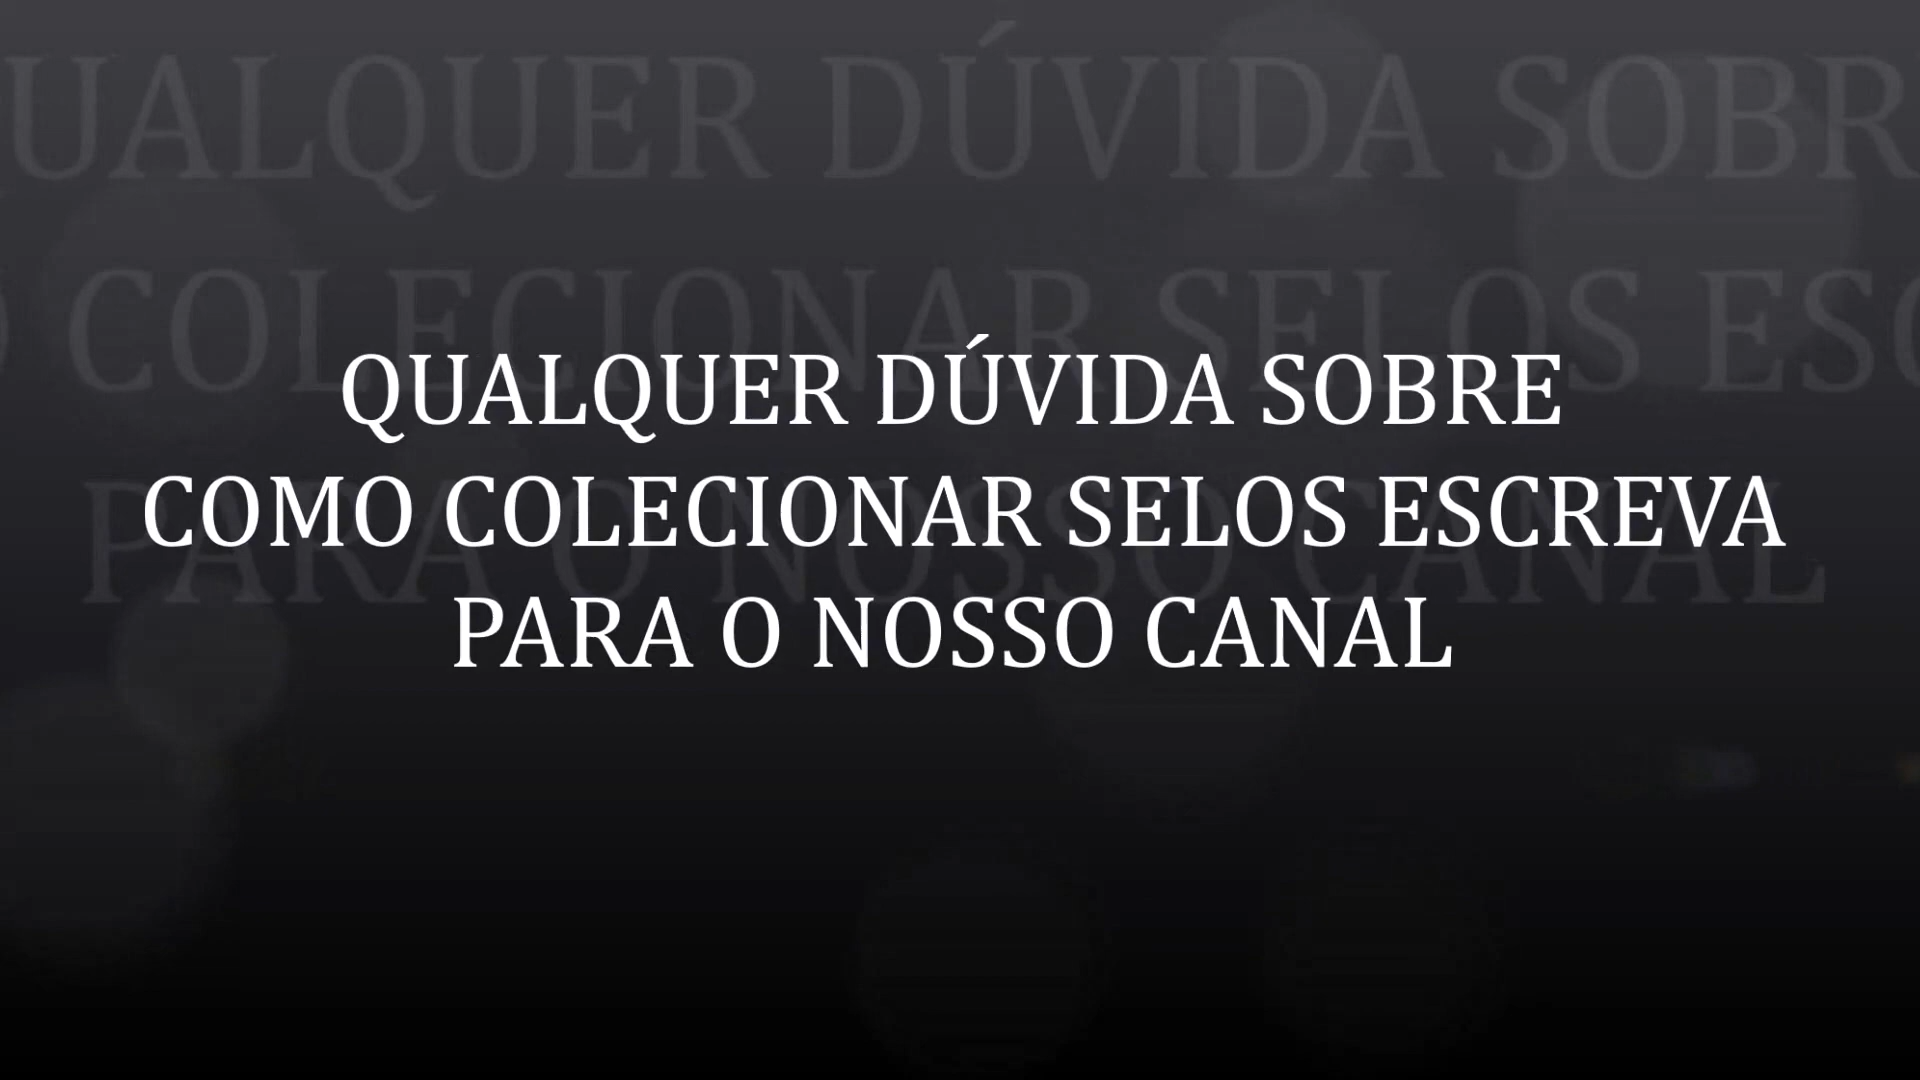 QUALQUER DÚVIDA SOBRE
COMO COLECIONAR SELOS ESCREVA
PARA O NOSSO CANAL